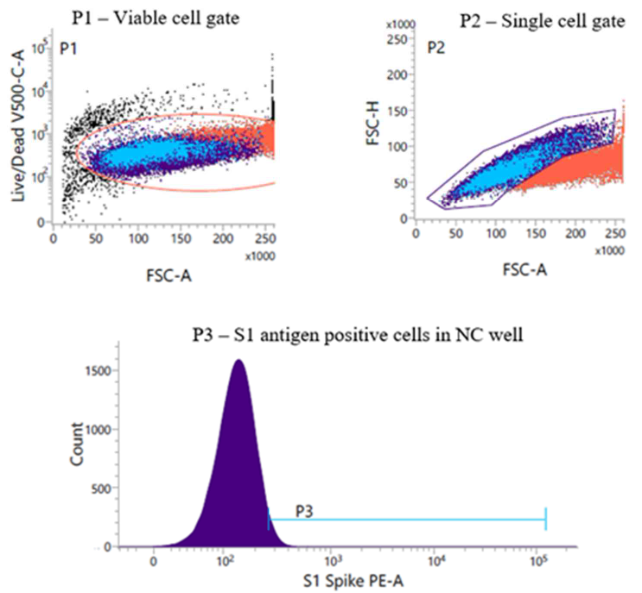 P1 – Viable cell gate
P1
Live/Dead V500-C-A
10^5
10^4
10^3
10^2
0
0 50 100 150 200 250
x1000
FSC-A
P2 – Single cell gate
x1000
P2
FSC-H
250
200
150
100
50
0
0 50 100 150 200 250
x1000
FSC-A
P3 – S1 antigen positive cells in NC well
Count
1500
1000
500
0
P3
0 10^2 10^3 10^4 10^5
S1 Spike PE-A